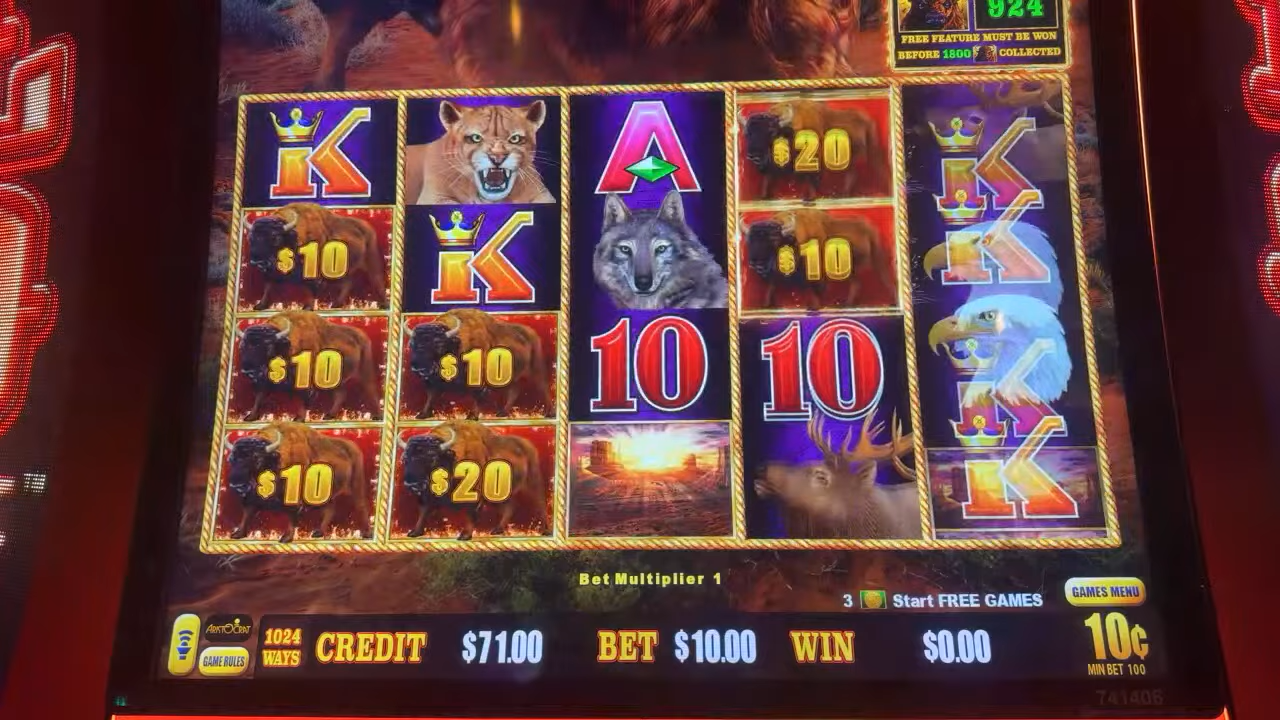 924
FREE FEATURE MUST BE WON
BEFORE 1800 COLLECTED
K A $20 K
$10 K $10 K
$10 $10 10 10 K
$10 $20 K
Bet Multiplier 1
3 Start FREE GAMES
GAMES MENU
ARISTOCRAT
GAME RULES
1024 WAYS
CREDIT $71.00 BET $10.00 WIN $0.00
10¢
MIN BET 100
741406